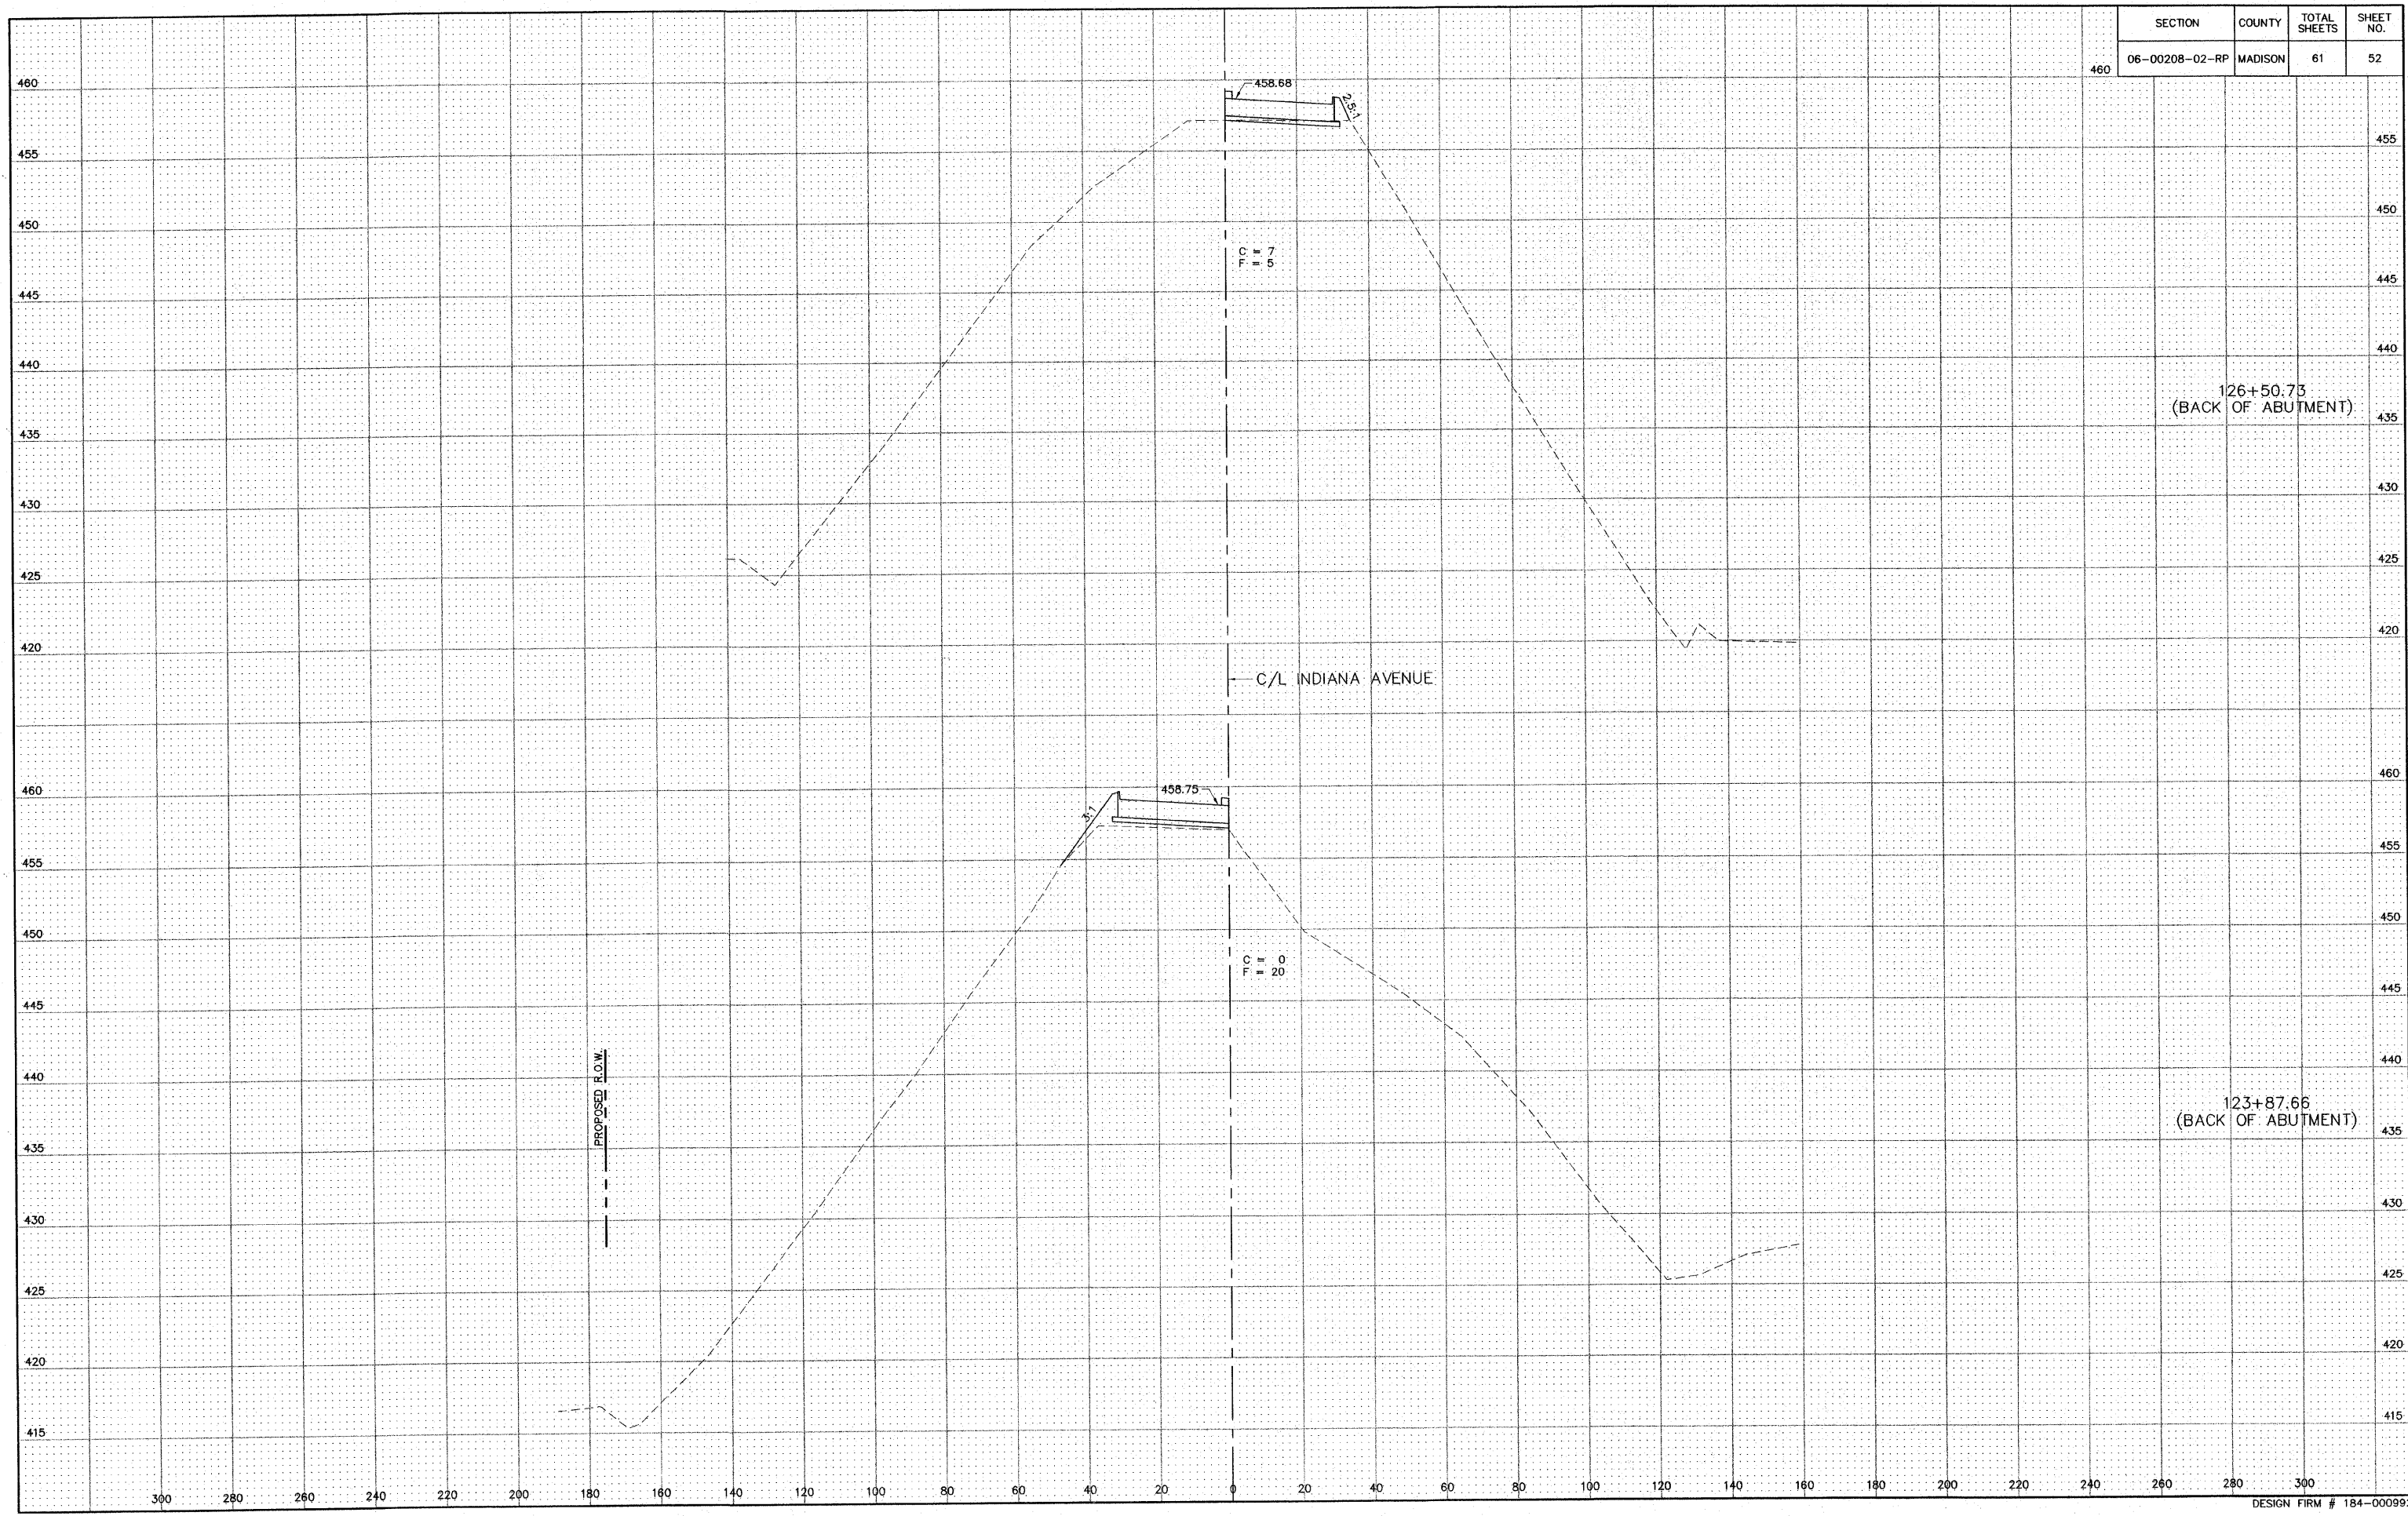 SECTION COUNTY TOTAL SHEETS SHEET NO.
06-00208-02-RP MADISON 61 52
460 460
458.68
2.5:1
455 455
450 450
C = 7
F = 5
445 445
440 440
126+50.73
(BACK OF ABUTMENT)
435 435
430 430
425 425
420 420
C/L INDIANA AVENUE
460 460
458.75
3:1
455 455
450 450
C = 0
F = 20
445 445
PROPOSED R.O.W.
440 440
123+87.66
(BACK OF ABUTMENT)
435 435
430 430
425 425
420 420
415 415
300 280 260 240 220 200 180 160 140 120 100 80 60 40 20 0 20 40 60 80 100 120 140 160 180 200 220 240 260 280 300
DESIGN FIRM # 184-000993